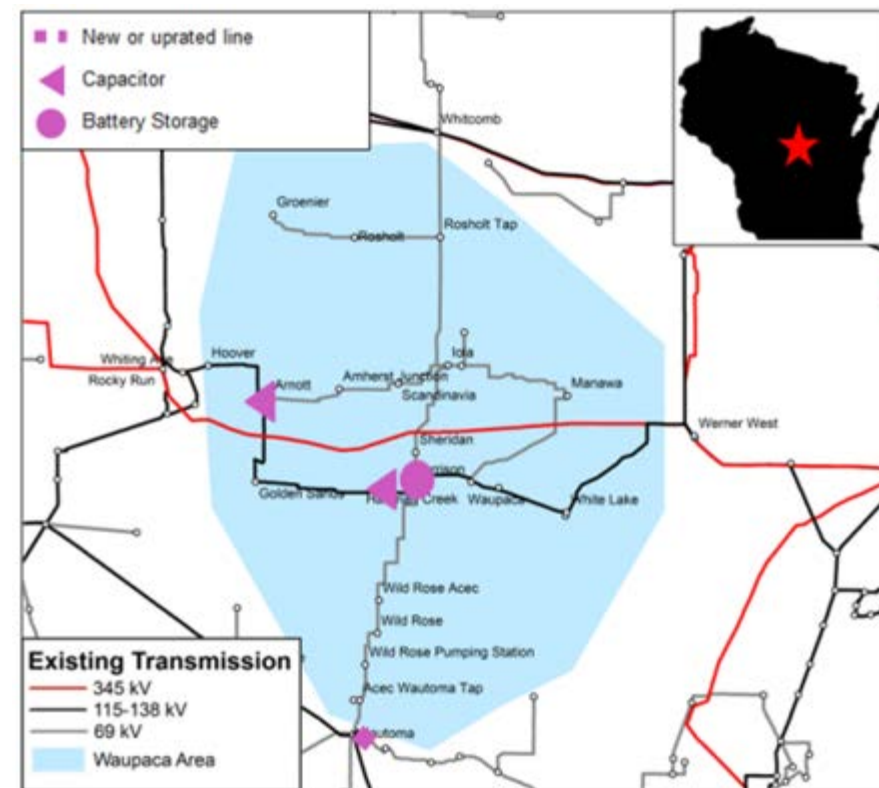 New or uprated line
Capacitor
Battery Storage
Whitcomb
Groenier
Rosholt
Rosholt Tap
Whiting
Hoover
Rocky Run
Iola
Arnott
Amherst Junction
Manawa
Scandinavia
Sheridan
Werner West
Golden Sands
Creek
Waupaca
White Lake
Wild Rose Acec
Wild Rose
Wild Rose Pumping Station
Acec Wautoma Tap
Existing Transmission
345 kV
115-138 kV
69 kV
Waupaca Area